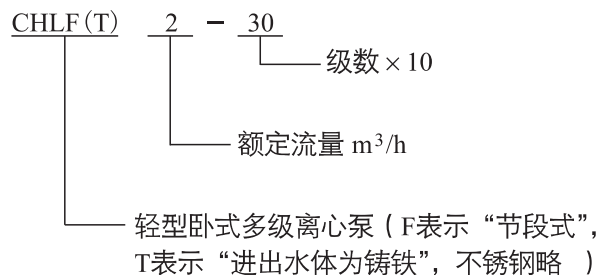 CHLF(T) 2 - 30
级数 × 10
额定流量 m³/h
轻型卧式多级离心泵（F表示“节段式”，
T表示“进出水体为铸铁”，不锈钢略 ）